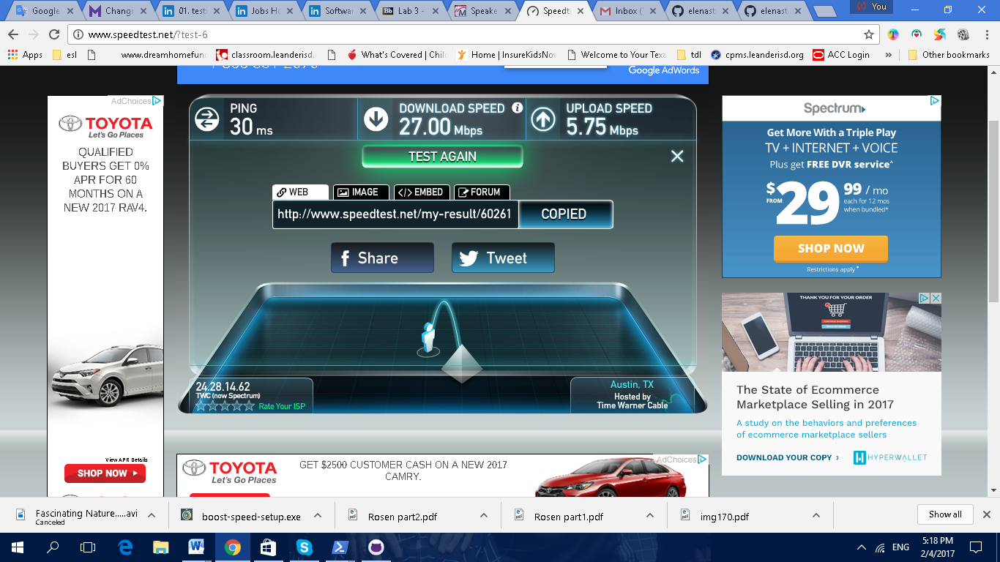 Google
Changi
01. testi
Jobs Ho
Softwar
Bb
Lab 3 -
Speake
Speedt
Inbox (
elenast
elenast
You
www.speedtest.net/?test-6
Apps
esl
www.dreamhomefun
classroom.leanderisd.
What's Covered | Chil
Home | InsureKidsNov
Welcome to Your Texa
tdl
cpms.leanderisd.org
ACC Login
»
Other bookmarks
Google AdWords
AdChoices
TOYOTA
Let's Go Places
QUALIFIED
BUYERS GET 0%
APR FOR 60
MONTHS ON A
NEW 2017 RAV4.
View APR Details
SHOP NOW
PING
30 ms
DOWNLOAD SPEED
27.00 Mbps
UPLOAD SPEED
5.75 Mbps
TEST AGAIN
WEB
IMAGE
EMBED
FORUM
http://www.speedtest.net/my-result/60261
COPIED
Share
Tweet
24.28.14.62
TWC (now Spectrum)
Rate Your ISP
Austin, TX
Hosted by
Time Warner Cable
Spectrum
Get More With a Triple Play
TV + INTERNET + VOICE
Plus get FREE DVR service^
FROM $29 99 / mo
each for 12 mos
when bundled*
SHOP NOW
Restrictions apply *
THANK YOU FOR YOUR ORDER
The State of Ecommerce
Marketplace Selling in 2017
A study on the behaviors and preferences
of ecommerce marketplace sellers
DOWNLOAD YOUR COPY ›
HYPERWALLET
TOYOTA
Let's Go Places
GET $2500 CUSTOMER CASH ON A NEW 2017
CAMRY.
AdChoices
Fascinating Nature.....avi
Canceled
boost-speed-setup.exe
Rosen part2.pdf
Rosen part1.pdf
img170.pdf
Show all
ENG
5:18 PM
2/4/2017